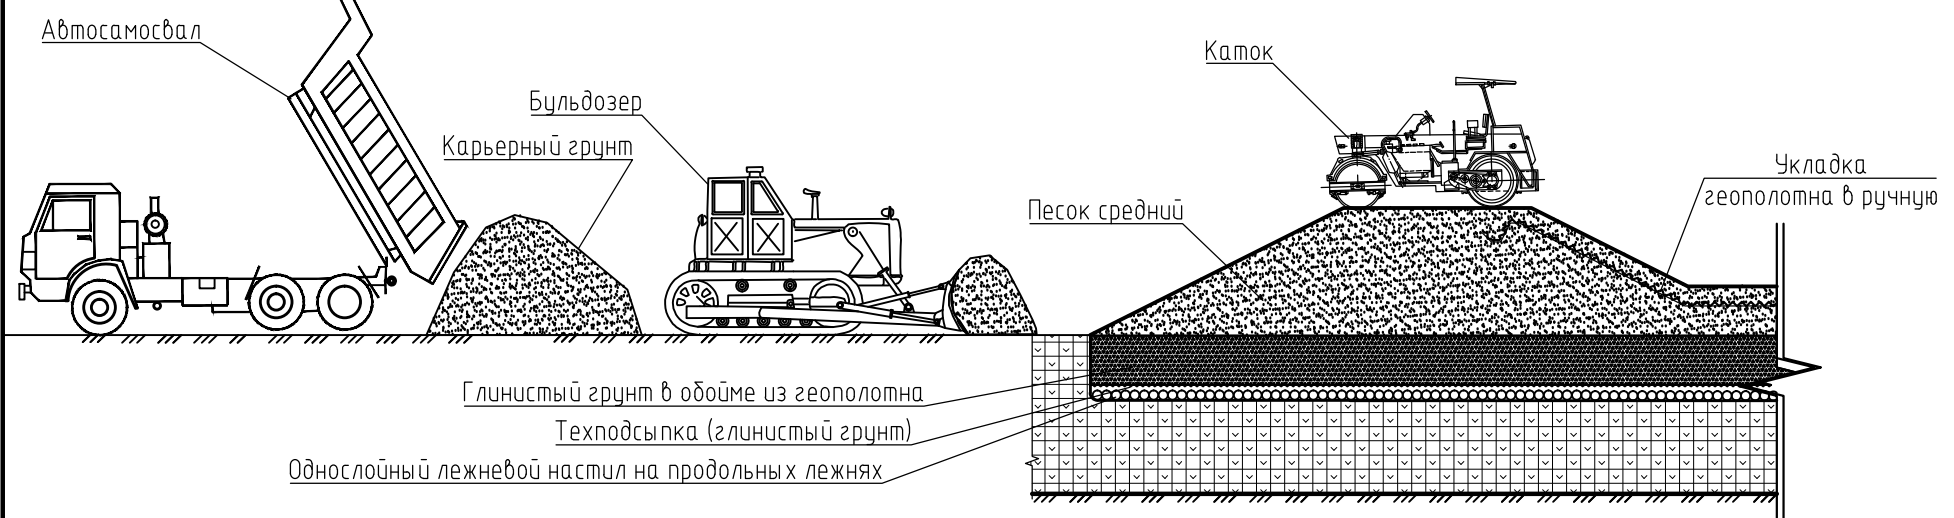 Автосамосвал
Каток
Бульдозер
Карьерный грунт
Укладка
геополотна в ручную
Песок средний
Глинистый грунт в обойме из геополотна
Техподсыпка (глинистый грунт)
Однослойный лежневой настил на продольных лежнях